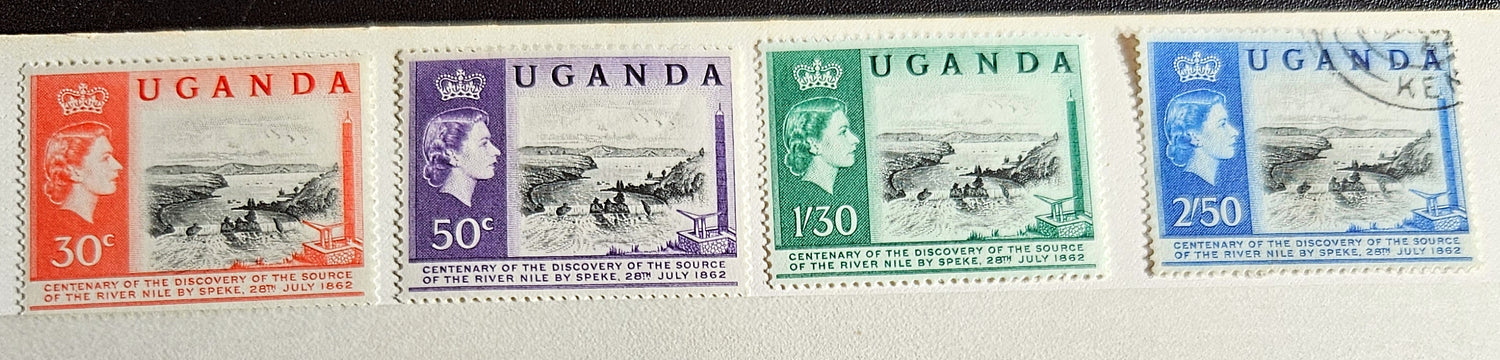 UGANDA
30c
CENTENARY OF THE DISCOVERY OF THE SOURCE
OF THE RIVER NILE BY SPEKE, 28TH JULY 1862
UGANDA
50c
CENTENARY OF THE DISCOVERY OF THE SOURCE
OF THE RIVER NILE BY SPEKE, 28TH JULY 1862
UGANDA
1/30
CENTENARY OF THE DISCOVERY OF THE SOURCE
OF THE RIVER NILE BY SPEKE, 28TH JULY 1862
UGANDA
KE
2/50
CENTENARY OF THE DISCOVERY OF THE SOURCE
OF THE RIVER NILE BY SPEKE, 28TH JULY 1862